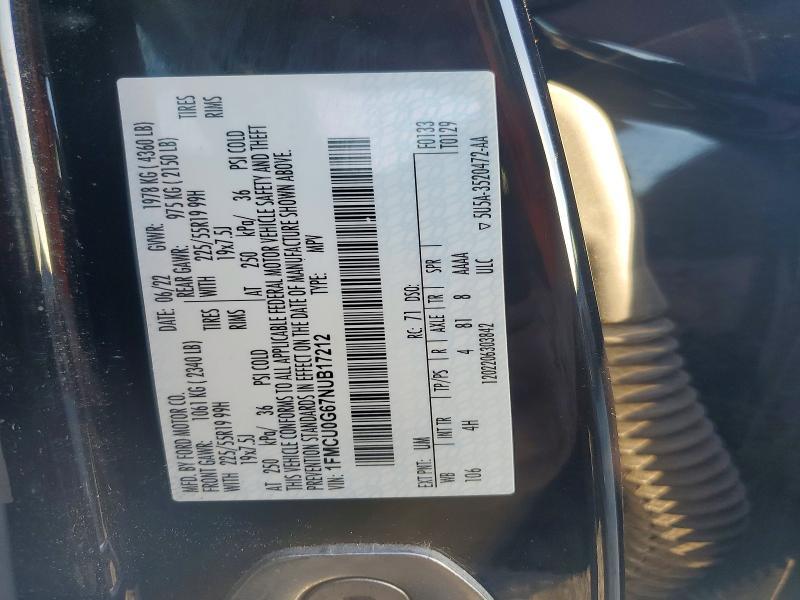 MFD. BY FORD MOTOR CO. DATE: 06/22 GVWR: 1978 KG ( 4360 LB)
FRONT GAWR: 1061 KG ( 2340 LB) REAR GAWR: 975 KG ( 2150 LB)
WITH 225/55R19 99H TIRES WITH 225/55R19 99H TIRES
19x7.5J RIMS 19x7.5J RIMS
AT 250 kPa/ 36 PSI COLD AT 250 kPa/ 36 PSI COLD
THIS VEHICLE CONFORMS TO ALL APPLICABLE FEDERAL MOTOR VEHICLE SAFETY AND THEFT
PREVENTION STANDARDS IN EFFECT ON THE DATE OF MANUFACTURE SHOWN ABOVE.
VIN: 1FMCU0G67NUB17212 TYPE: MPV
EXT PNT: UM RC: 71 DSO: F0133
WB INT TR TP/PS R AXLE TR SPR T0129
106 4H 4 81 8 AAAA
1202206303842 ULC ▽ 5U5A-3520472-AA